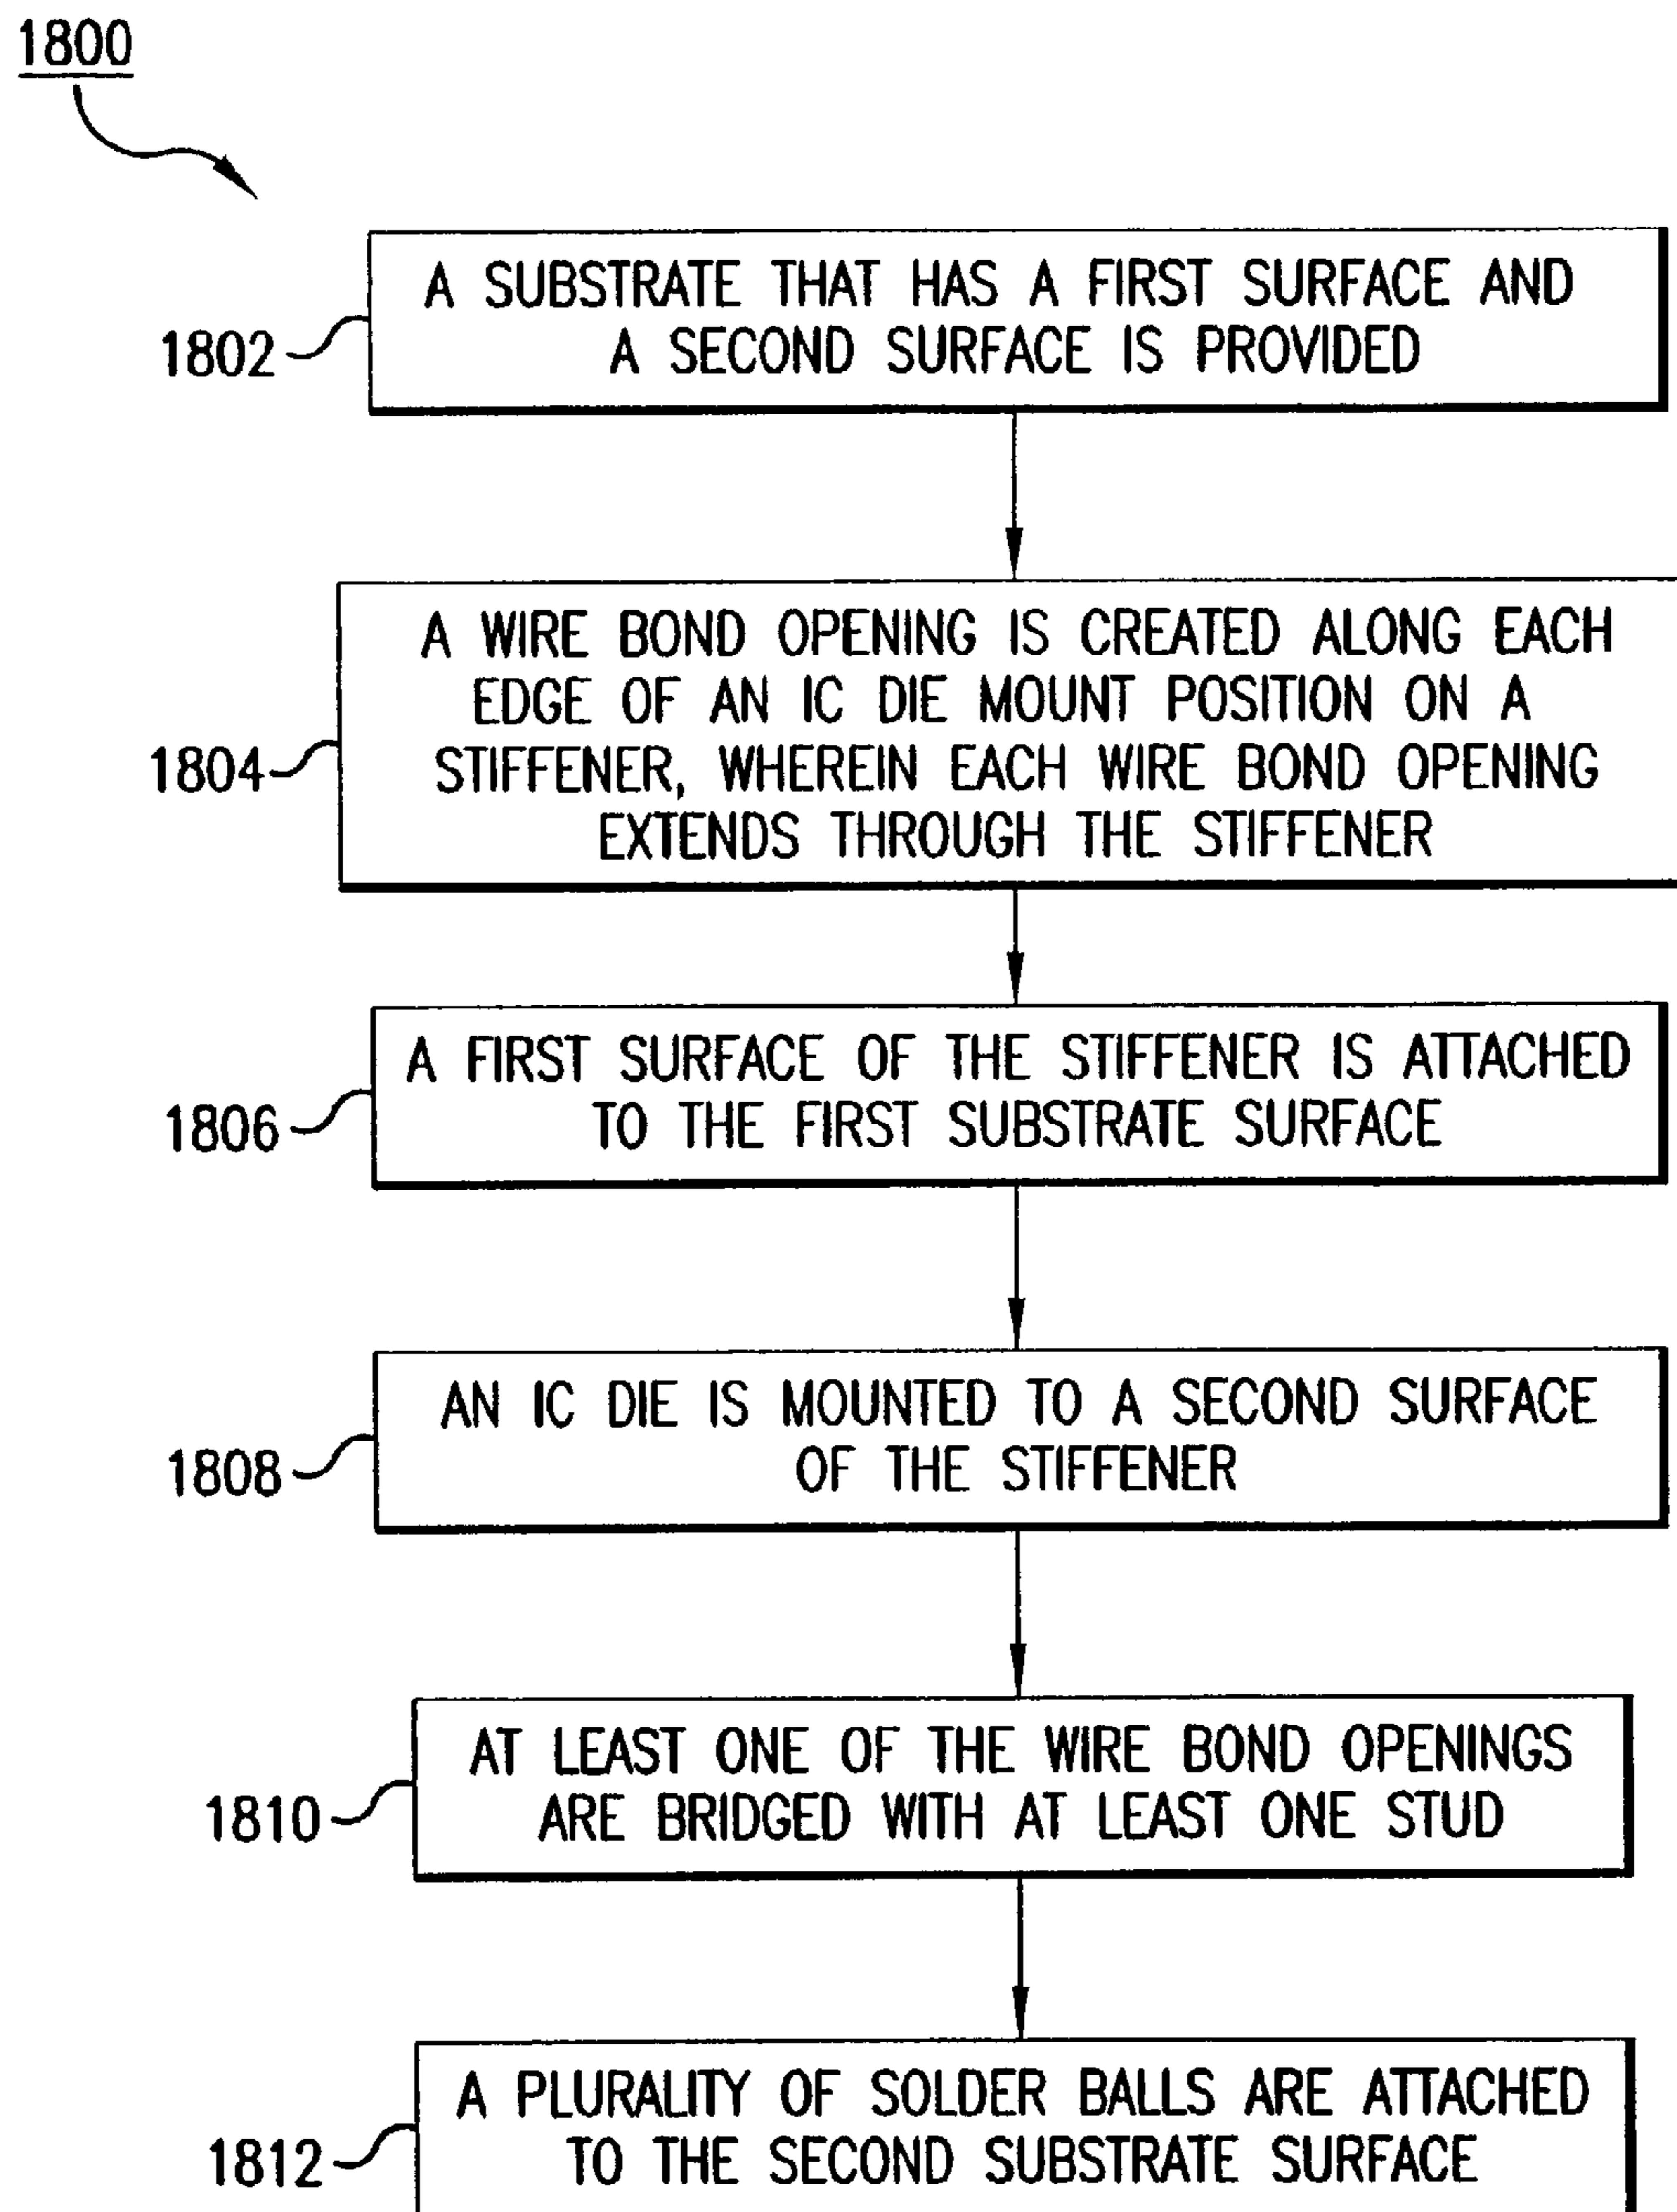 1800
A SUBSTRATE THAT HAS A FIRST SURFACE AND
A SECOND SURFACE IS PROVIDED
1802
A WIRE BOND OPENING IS CREATED ALONG EACH
EDGE OF AN IC DIE MOUNT POSITION ON A
STIFFENER, WHEREIN EACH WIRE BOND OPENING
EXTENDS THROUGH THE STIFFENER
1804
A FIRST SURFACE OF THE STIFFENER IS ATTACHED
TO THE FIRST SUBSTRATE SURFACE
1806
AN IC DIE IS MOUNTED TO A SECOND SURFACE
OF THE STIFFENER
1808
AT LEAST ONE OF THE WIRE BOND OPENINGS
ARE BRIDGED WITH AT LEAST ONE STUD
1810
A PLURALITY OF SOLDER BALLS ARE ATTACHED
TO THE SECOND SUBSTRATE SURFACE
1812